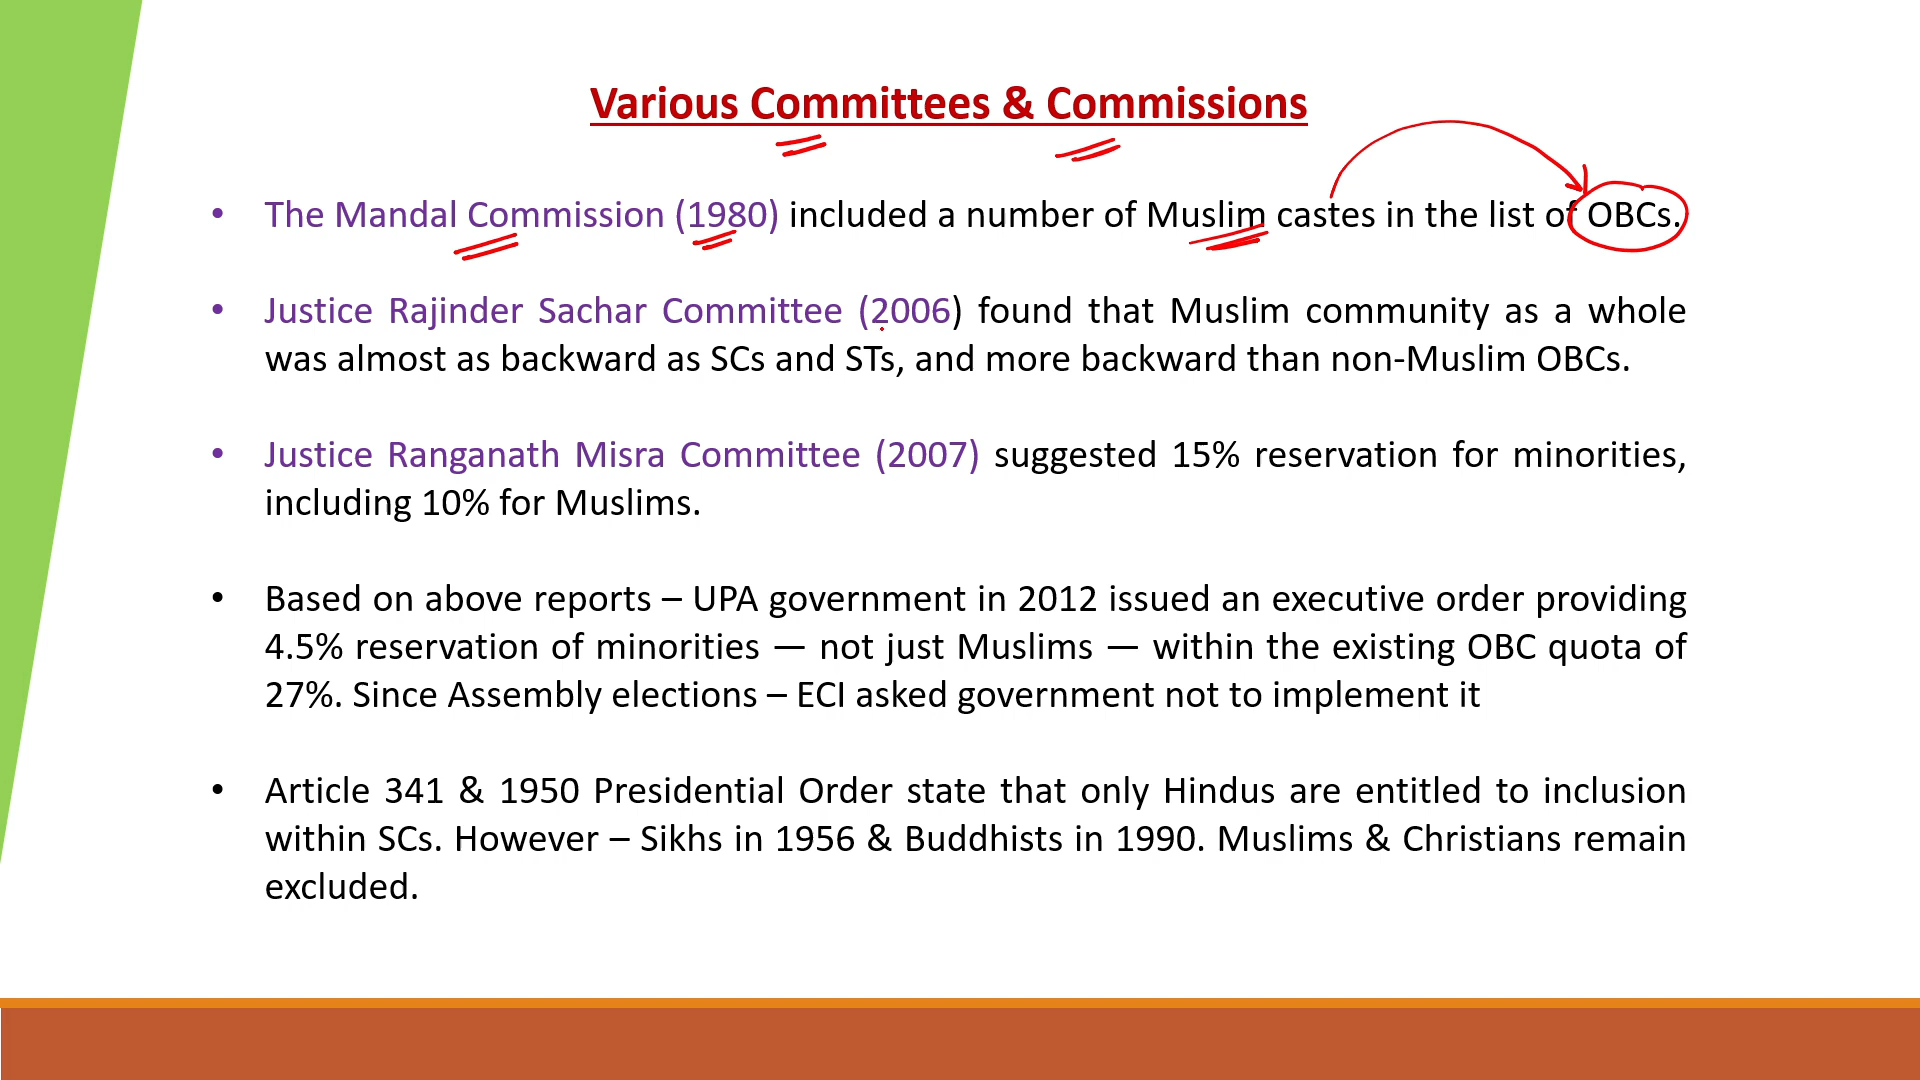 Various Committees & Commissions
• The Mandal Commission (1980) included a number of Muslim castes in the list of OBCs.
• Justice Rajinder Sachar Committee (2006) found that Muslim community as a whole
was almost as backward as SCs and STs, and more backward than non-Muslim OBCs.
• Justice Ranganath Misra Committee (2007) suggested 15% reservation for minorities,
including 10% for Muslims.
• Based on above reports – UPA government in 2012 issued an executive order providing
4.5% reservation of minorities — not just Muslims — within the existing OBC quota of
27%. Since Assembly elections – ECI asked government not to implement it
• Article 341 & 1950 Presidential Order state that only Hindus are entitled to inclusion
within SCs. However – Sikhs in 1956 & Buddhists in 1990. Muslims & Christians remain
excluded.